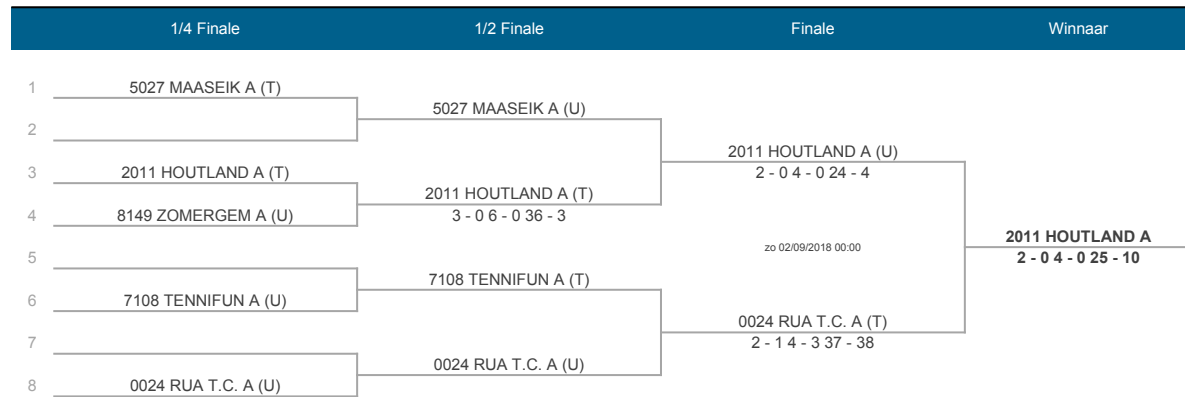 1/4 Finale 1/2 Finale Finale Winnaar
1 5027 MAASEIK A (T)
5027 MAASEIK A (U)
2
2011 HOUTLAND A (U)
3 2011 HOUTLAND A (T)
2 - 0 4 - 0 24 - 4
2011 HOUTLAND A (T)
4 8149 ZOMERGEM A (U)
3 - 0 6 - 0 36 - 3
2011 HOUTLAND A
zo 02/09/2018 00:00
5
2 - 0 4 - 0 25 - 10
7108 TENNIFUN A (T)
6 7108 TENNIFUN A (U)
0024 RUA T.C. A (T)
7
2 - 1 4 - 3 37 - 38
0024 RUA T.C. A (U)
8 0024 RUA T.C. A (U)